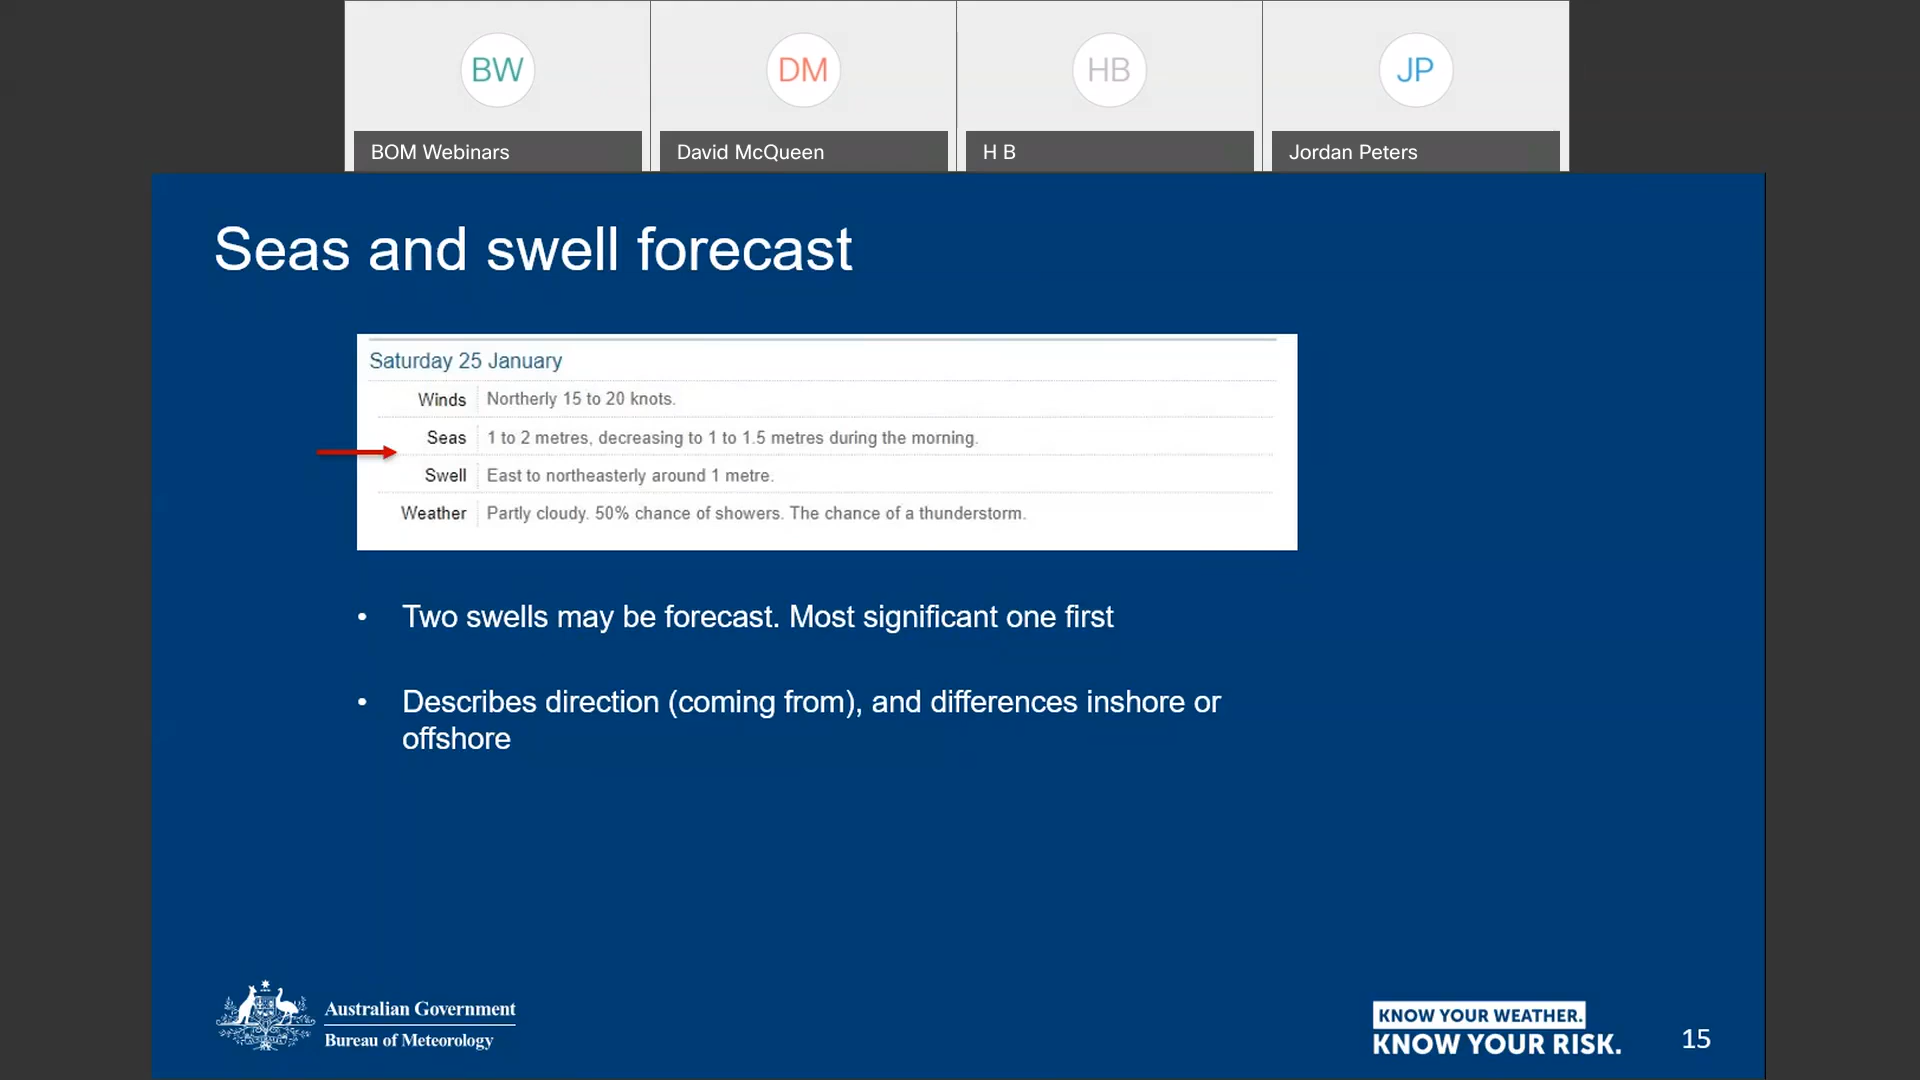 BW
DM
HB
JP
BOM Webinars
David McQueen
H B
Jordan Peters
Seas and swell forecast
Saturday 25 January
Winds Northerly 15 to 20 knots.
Seas 1 to 2 metres, decreasing to 1 to 1.5 metres during the morning.
Swell East to northeasterly around 1 metre.
Weather Partly cloudy. 50% chance of showers. The chance of a thunderstorm.
• Two swells may be forecast. Most significant one first
• Describes direction (coming from), and differences inshore or
offshore
Australian Government
Bureau of Meteorology
KNOW YOUR WEATHER.
KNOW YOUR RISK.
15